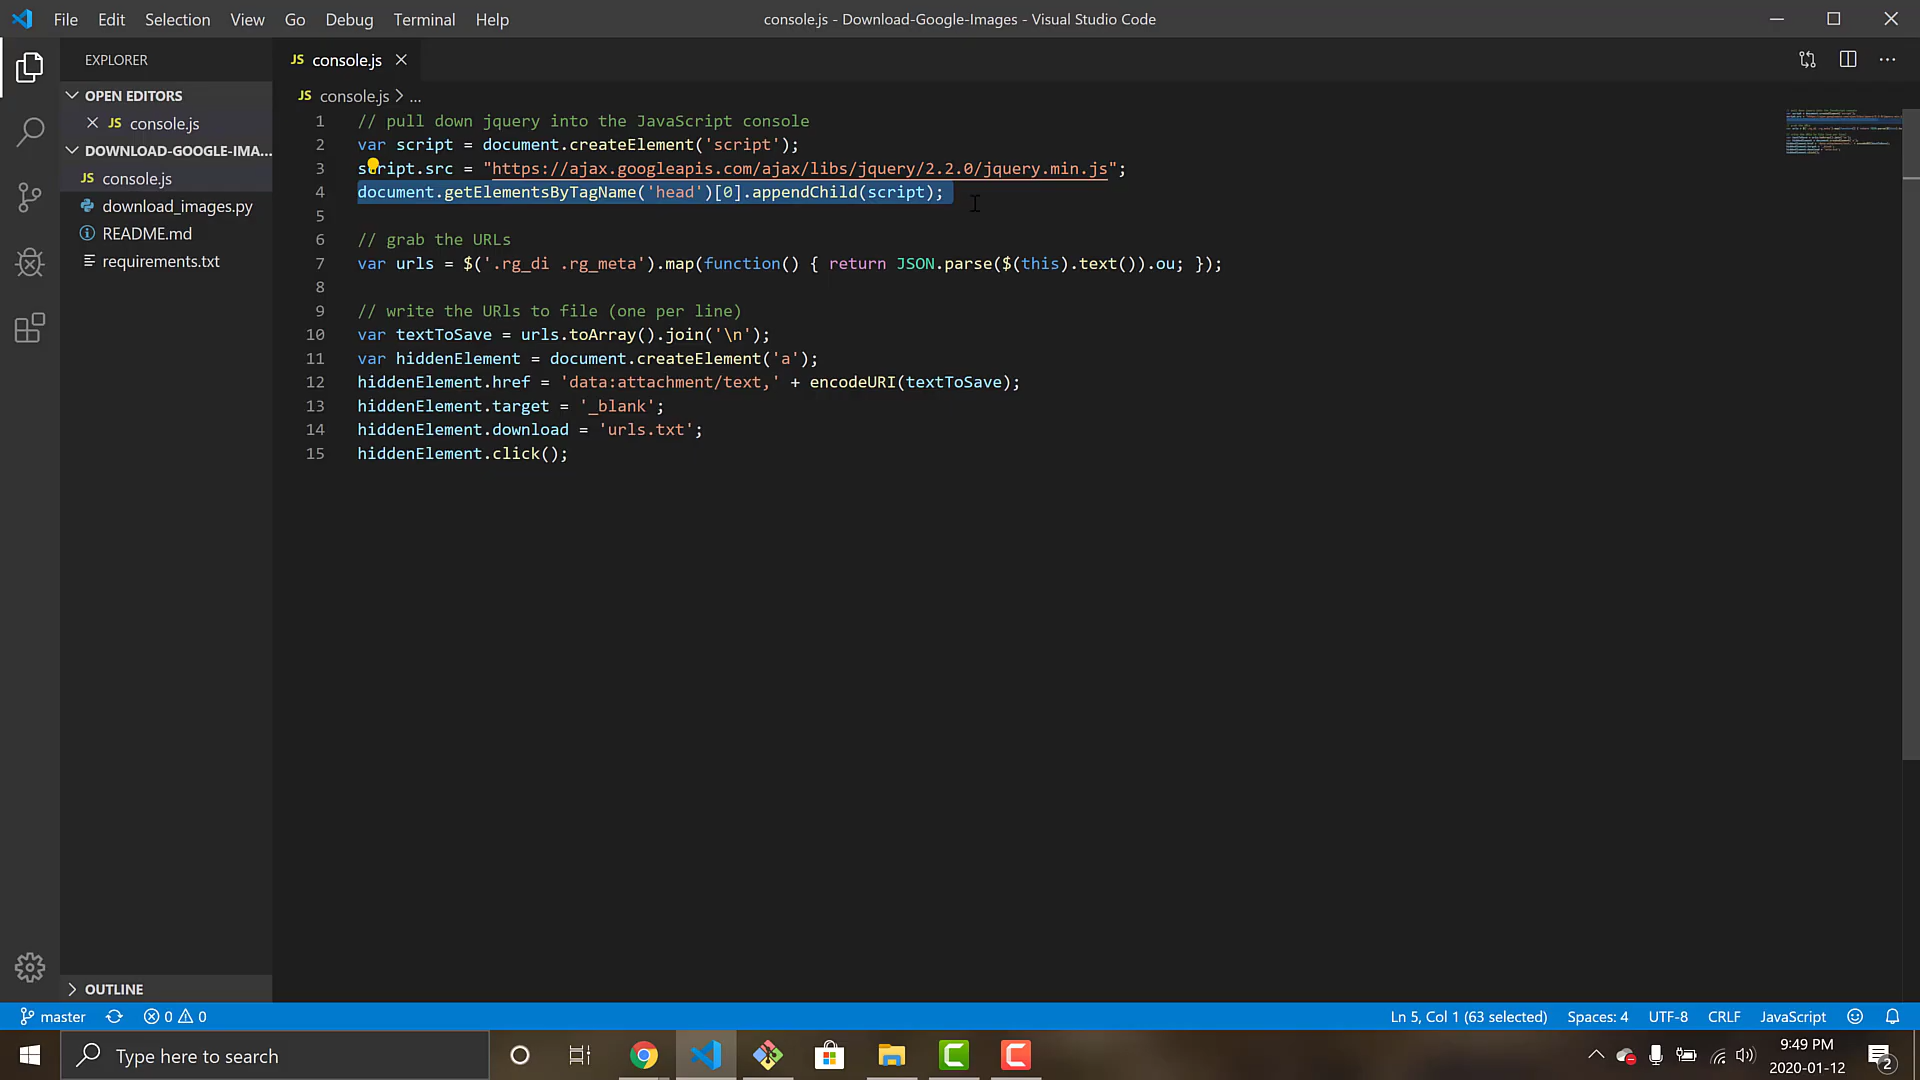 File Edit Selection View Go Debug Terminal Help
console.js - Download-Google-Images - Visual Studio Code
EXPLORER
OPEN EDITORS
JS console.js
DOWNLOAD-GOOGLE-IMA...
JS console.js
download_images.py
README.md
requirements.txt
OUTLINE
JS console.js
JS console.js > ...
1 // pull down jquery into the JavaScript console
2 var script = document.createElement('script');
3 script.src = "https://ajax.googleapis.com/ajax/libs/jquery/2.2.0/jquery.min.js";
4 document.getElementsByTagName('head')[0].appendChild(script);
5
6 // grab the URLs
7 var urls = $('.rg_di .rg_meta').map(function() { return JSON.parse($(this).text()).ou; });
8
9 // write the URls to file (one per line)
10 var textToSave = urls.toArray().join('\n');
11 var hiddenElement = document.createElement('a');
12 hiddenElement.href = 'data:attachment/text,' + encodeURI(textToSave);
13 hiddenElement.target = '_blank';
14 hiddenElement.download = 'urls.txt';
15 hiddenElement.click();
master 0 0
Ln 5, Col 1 (63 selected) Spaces: 4 UTF-8 CRLF JavaScript
Type here to search
9:49 PM
2020-01-12
2